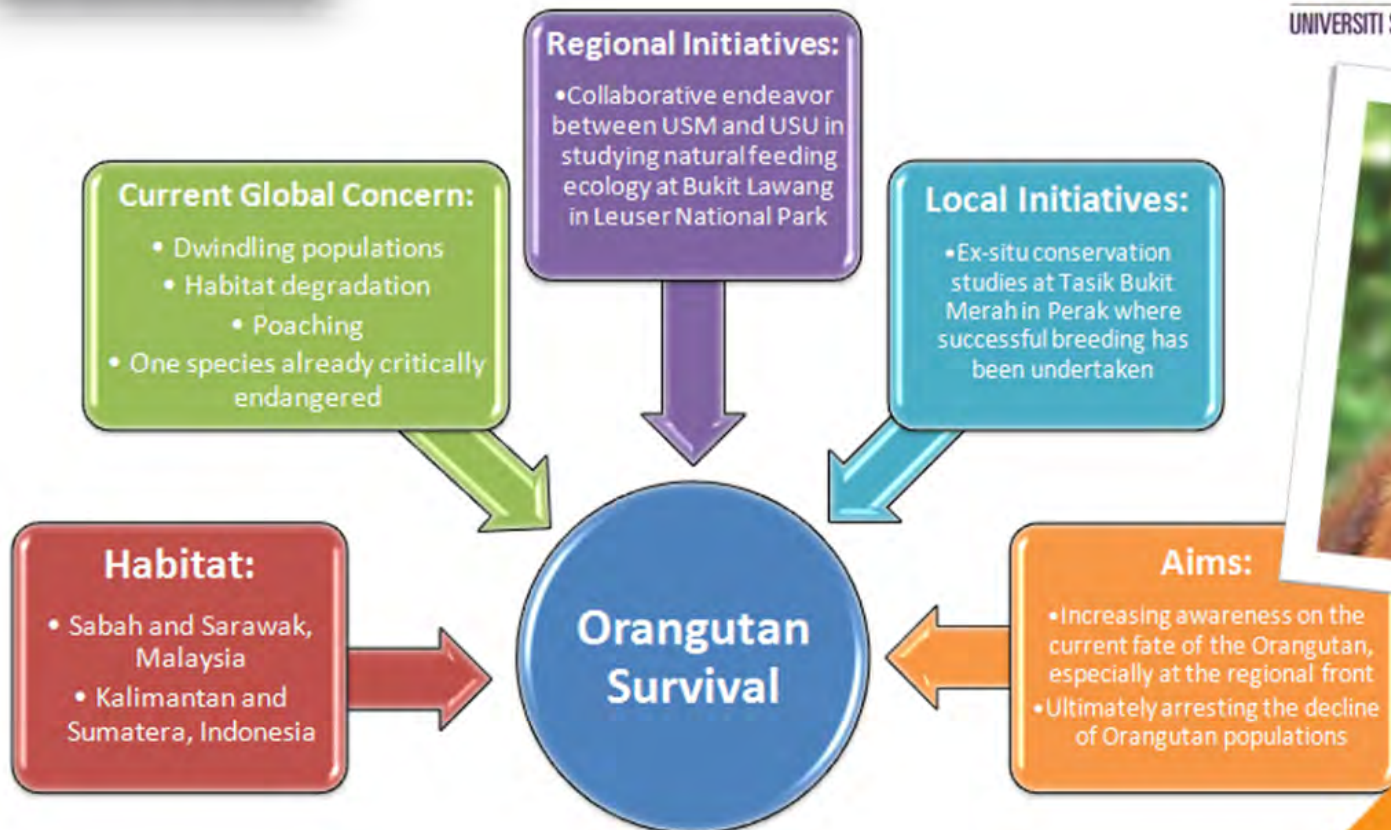 UNIVERSITI
Regional Initiatives:
•Collaborative endeavor
between USM and USU in
studying natural feeding
ecology at Bukit Lawang
in Leuser National Park
Current Global Concern:
• Dwindling populations
• Habitat degradation
• Poaching
• One species already critically
endangered
Local Initiatives:
•Ex-situ conservation
studies at Tasik Bukit
Merah in Perak where
successful breeding has
been undertaken
Habitat:
• Sabah and Sarawak,
Malaysia
• Kalimantan and
Sumatera, Indonesia
Orangutan
Survival
Aims:
•Increasing awareness on the
current fate of the Orangutan,
especially at the regional front
•Ultimately arresting the decline
of Orangutan populations